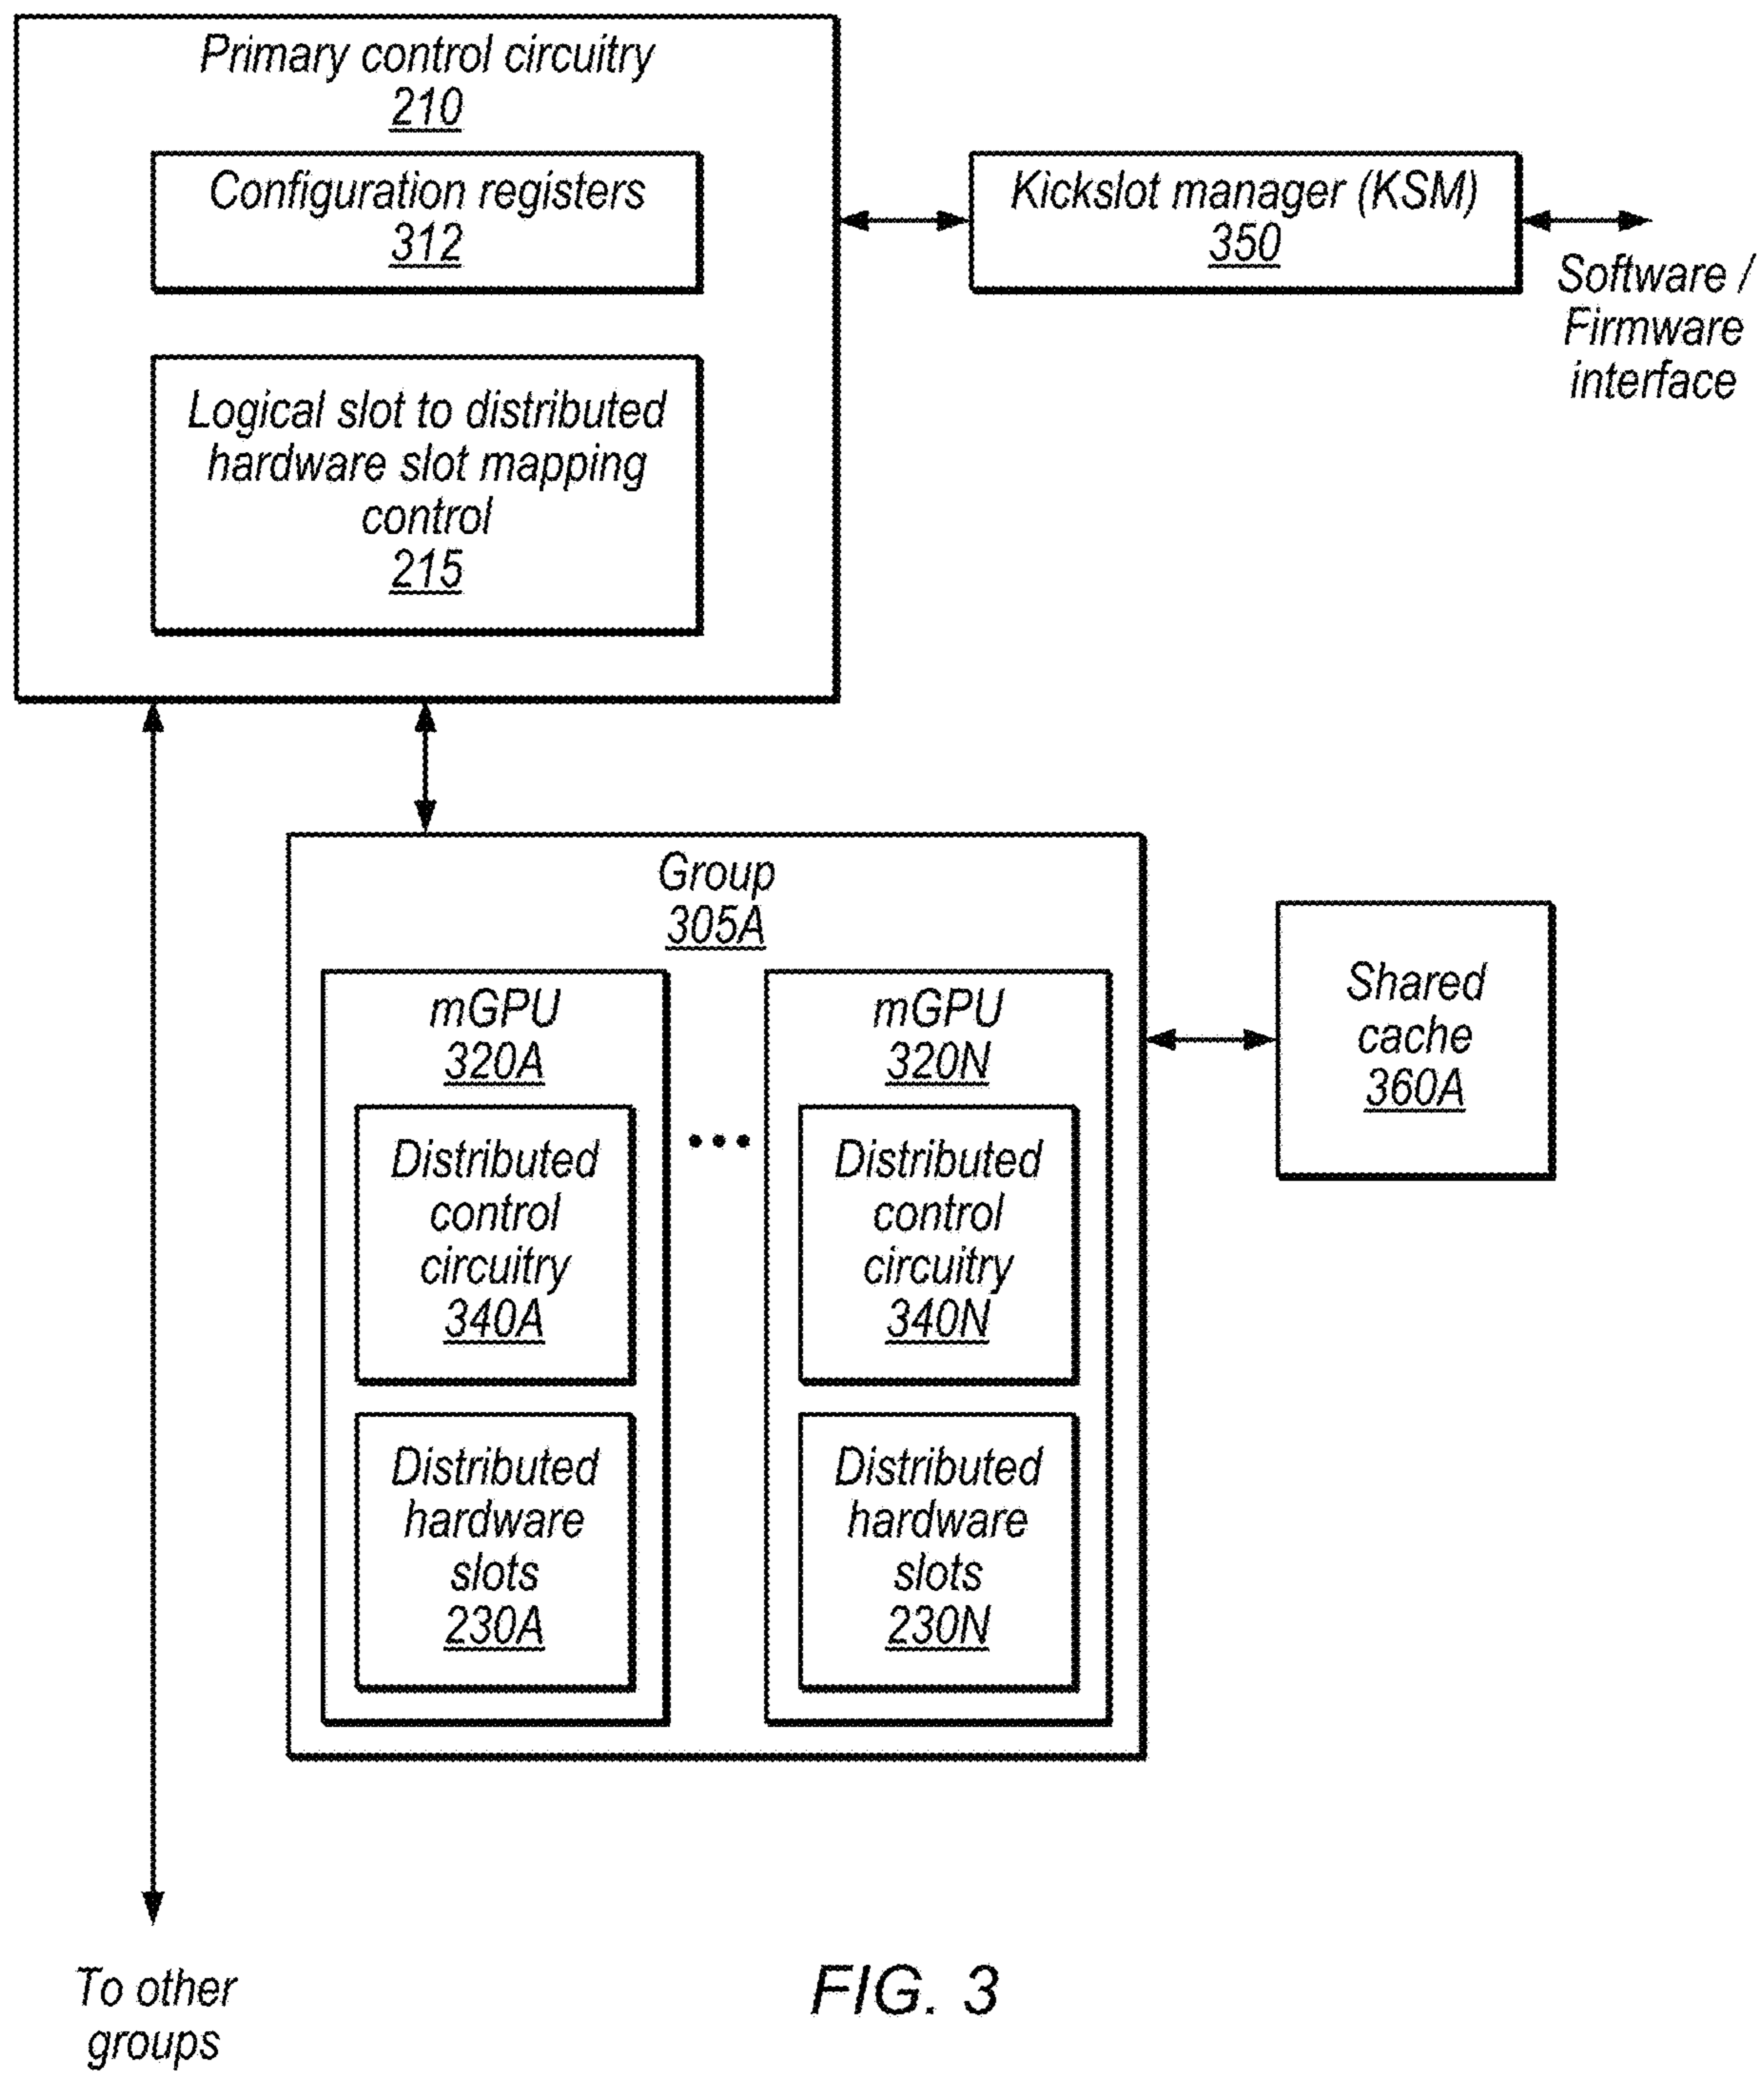 Primary control circuitry
210
Configuration registers
312
Logical slot to distributed
hardware slot mapping
control
215
Kickslot manager (KSM)
350
Software /
Firmware
interface
Group
305A
mGPU
320A
Distributed
control
circuitry
340A
Distributed
hardware
slots
230A
•••
mGPU
320N
Distributed
control
circuitry
340N
Distributed
hardware
slots
230N
Shared
cache
360A
To other
groups
FIG. 3